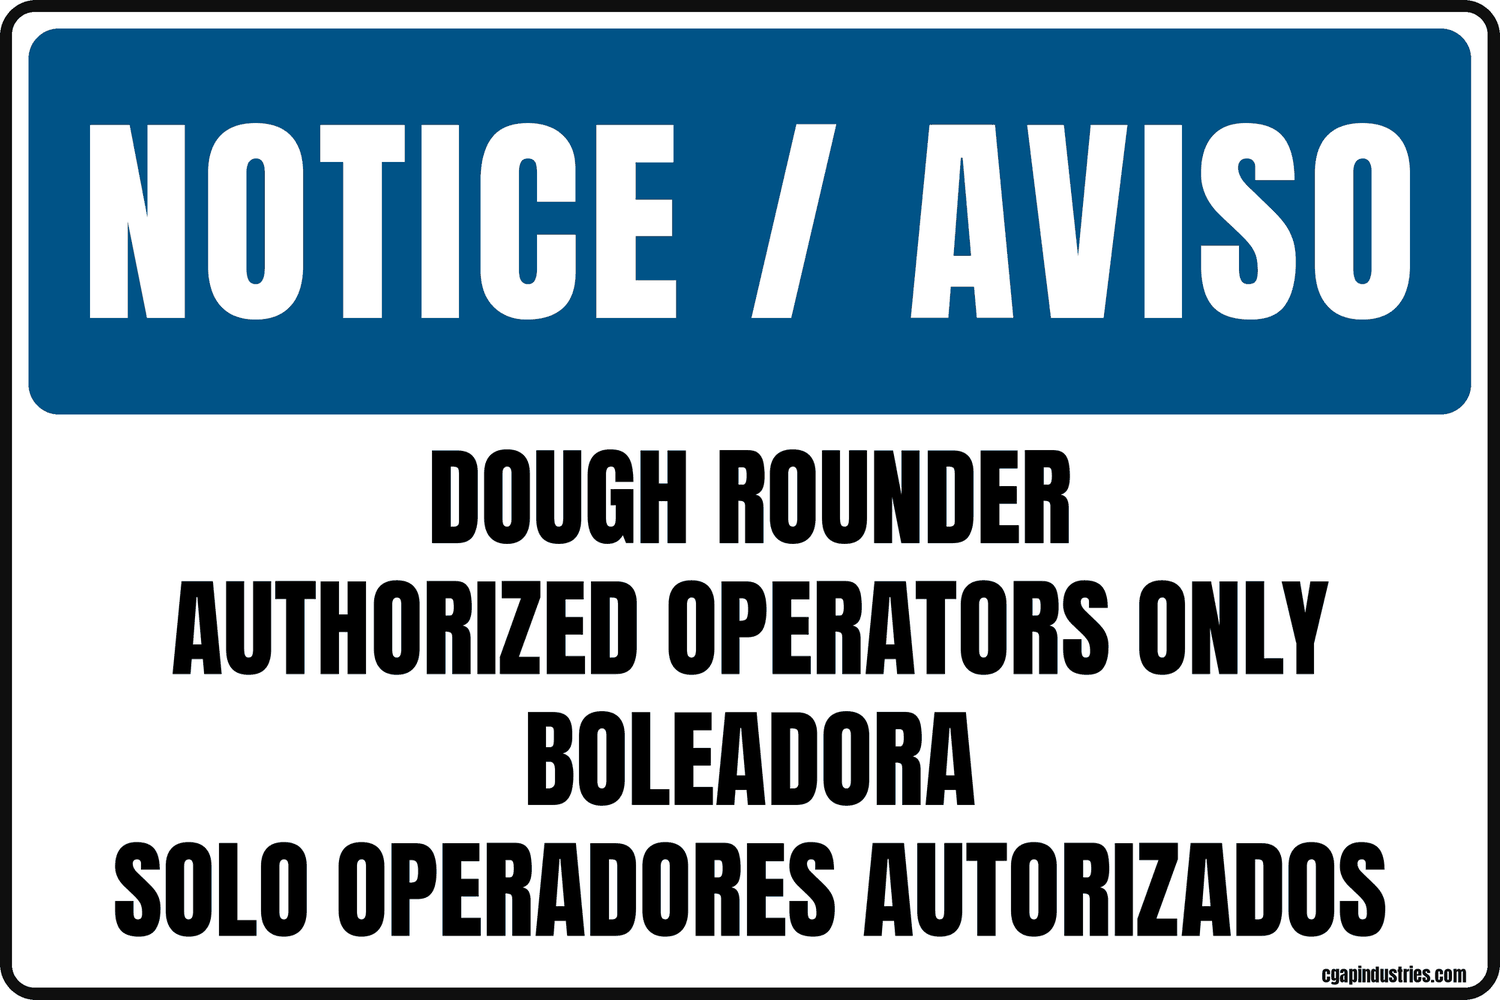 NOTICE / AVISO
DOUGH ROUNDER
AUTHORIZED OPERATORS ONLY
BOLEADORA
SOLO OPERADORES AUTORIZADOS
cgapindustries.com